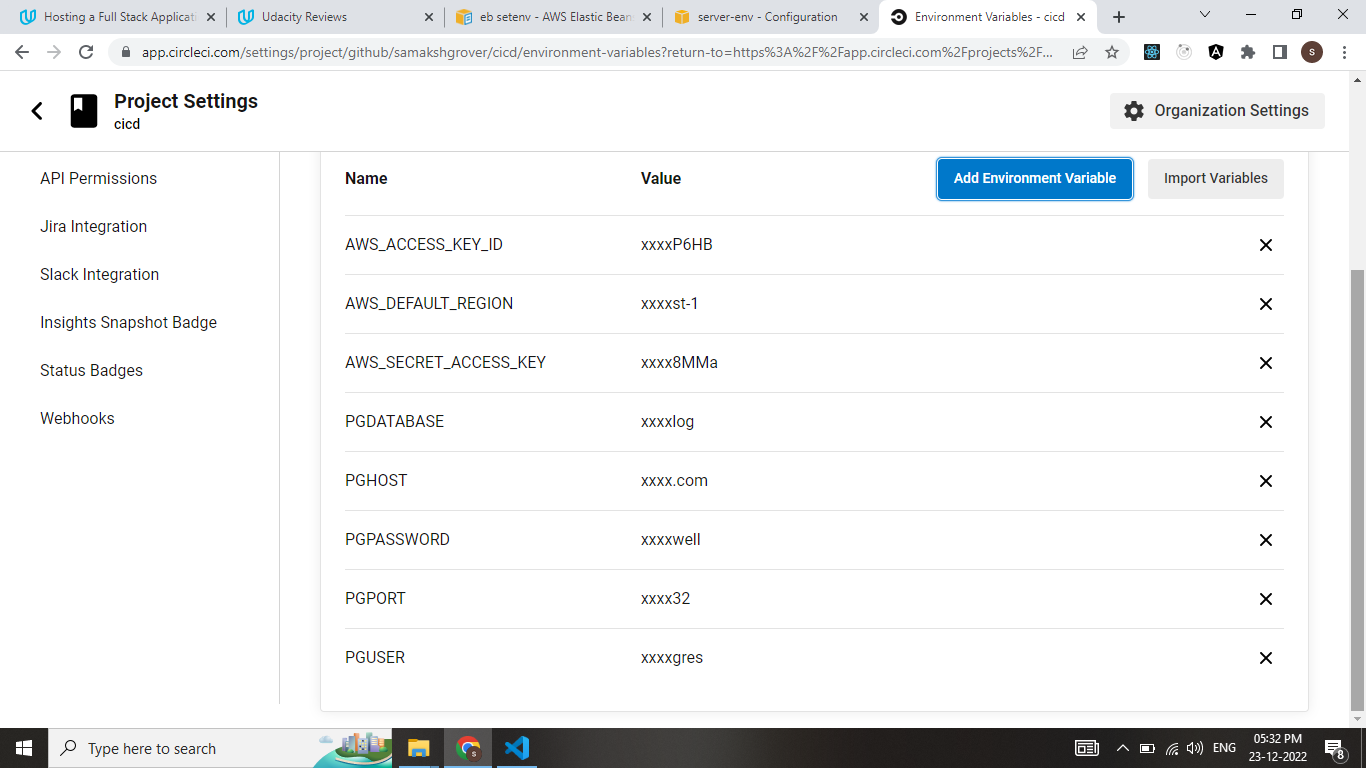 Hosting a Full Stack Applicati
Udacity Reviews
eb setenv - AWS Elastic Bean
server-env - Configuration
Environment Variables - cicd
app.circleci.com/settings/project/github/samakshgrover/cicd/environment-variables?return-to=https%3A%2F%2Fapp.circleci.com%2Fprojects%2F...
s
Project Settings
cicd
Organization Settings
API Permissions
Jira Integration
Slack Integration
Insights Snapshot Badge
Status Badges
Webhooks
Name Value Add Environment Variable Import Variables
AWS_ACCESS_KEY_ID xxxxP6HB
AWS_DEFAULT_REGION xxxxst-1
AWS_SECRET_ACCESS_KEY xxxx8MMa
PGDATABASE xxxxlog
PGHOST xxxx.com
PGPASSWORD xxxxwell
PGPORT xxxx32
PGUSER xxxxgres
Type here to search
s
ENG
05:32 PM
23-12-2022
8